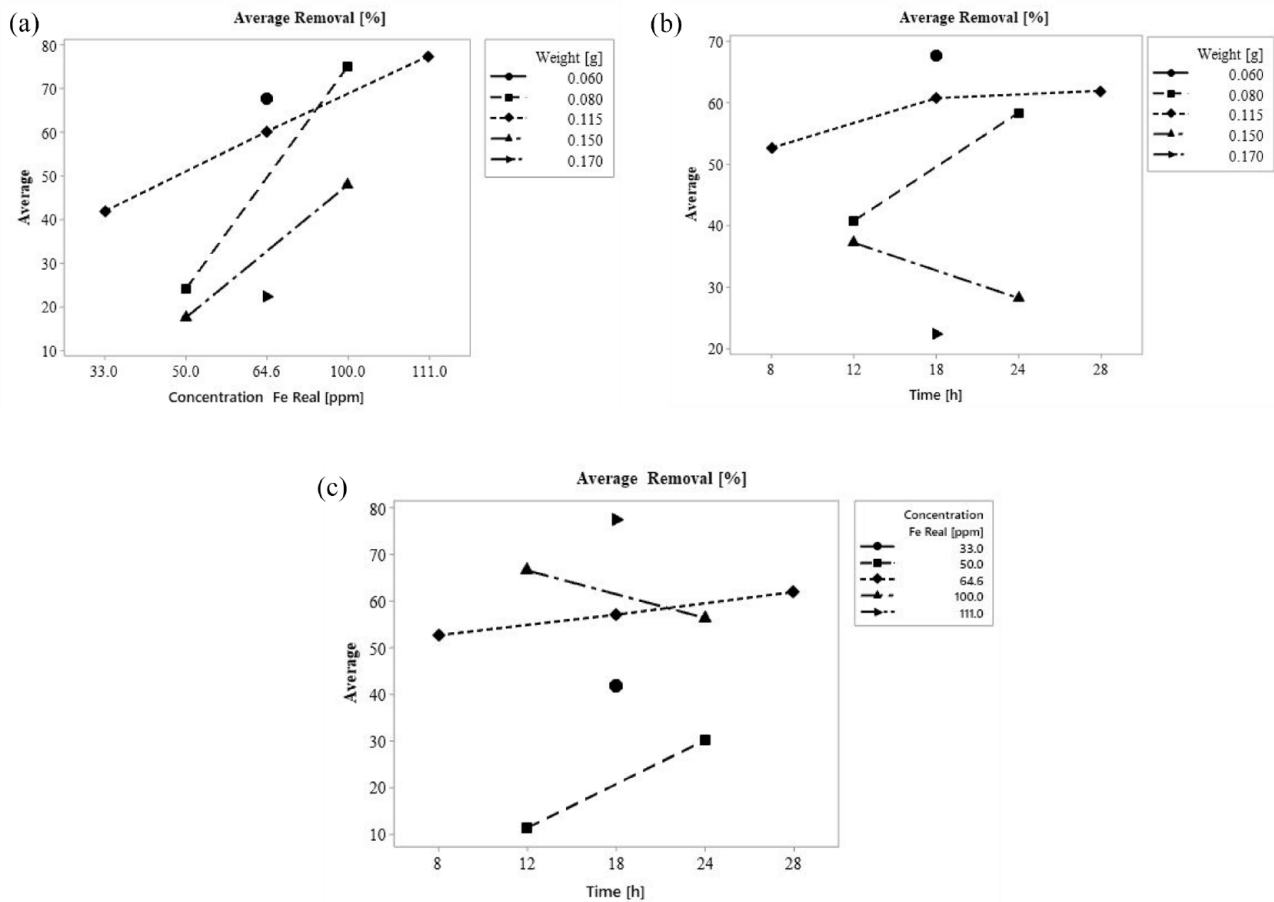 (a)
Average Removal [%]
Average
80
70
60
50
40
30
20
10
33.0 50.0 64.6 100.0 111.0
Concentration Fe Real [ppm]
Weight [g]
0.060
0.080
0.115
0.150
0.170
(b)
Average Removal [%]
Average
70
60
50
40
30
20
8 12 18 24 28
Time [h]
Weight [g]
0.060
0.080
0.115
0.150
0.170
(c)
Average Removal [%]
Average
80
70
60
50
40
30
20
10
8 12 18 24 28
Time [h]
Concentration
Fe Real [ppm]
33.0
50.0
64.6
100.0
111.0